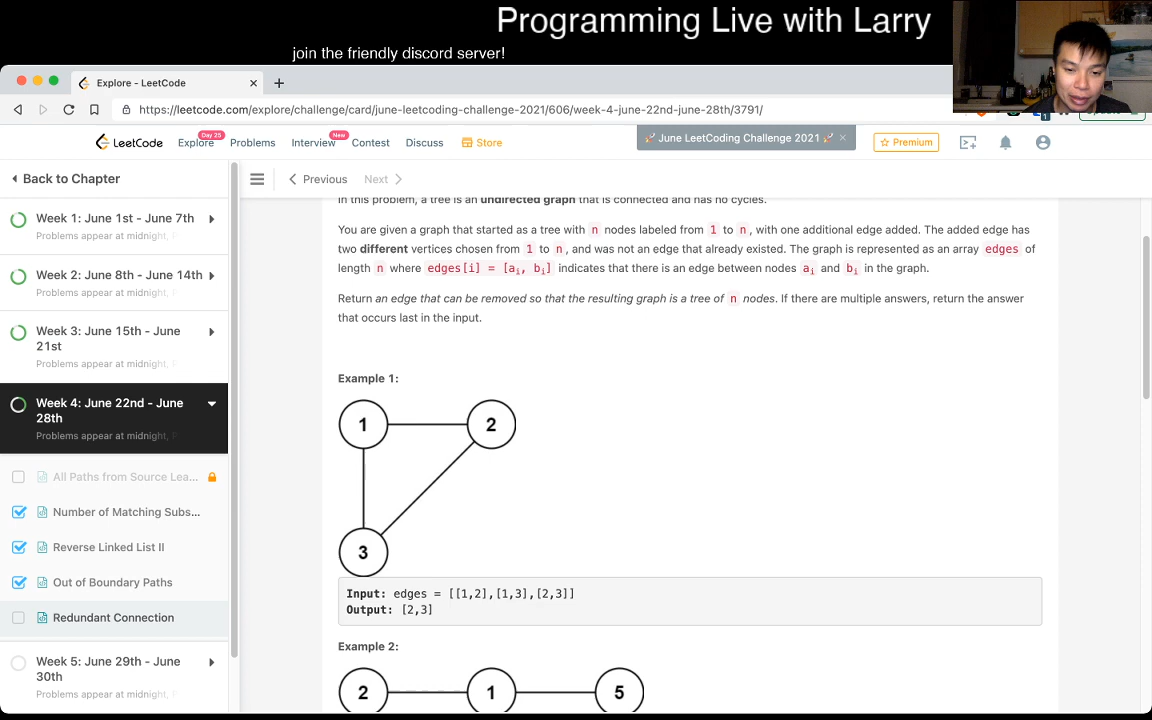 Programming Live with Larry
join the friendly discord server!
Explore - LeetCode
https://leetcode.com/explore/challenge/card/june-leetcoding-challenge-2021/606/week-4-june-22nd-june-28th/3791/
LeetCode Explore Day 25 Problems Interview New Contest Discuss Store June LeetCoding Challenge 2021 Premium
Back to Chapter
Previous Next
Week 1: June 1st - June 7th
Problems appear at midnight,
Week 2: June 8th - June 14th
Problems appear at midnight,
Week 3: June 15th - June
21st
Problems appear at midnight,
Week 4: June 22nd - June
28th
Problems appear at midnight,
All Paths from Source Lea...
Number of Matching Subs...
Reverse Linked List II
Out of Boundary Paths
Redundant Connection
Week 5: June 29th - June
30th
Problems appear at midnight,
In this problem, a tree is an undirected graph that is connected and has no cycles.
You are given a graph that started as a tree with n nodes labeled from 1 to n, with one additional edge added. The added edge has
two different vertices chosen from 1 to n, and was not an edge that already existed. The graph is represented as an array edges of
length n where edges[i] = [ai, bi] indicates that there is an edge between nodes ai and bi in the graph.
Return an edge that can be removed so that the resulting graph is a tree of n nodes. If there are multiple answers, return the answer
that occurs last in the input.
Example 1:
1 2
3
Input: edges = [[1,2],[1,3],[2,3]]
Output: [2,3]
Example 2:
2 1 5